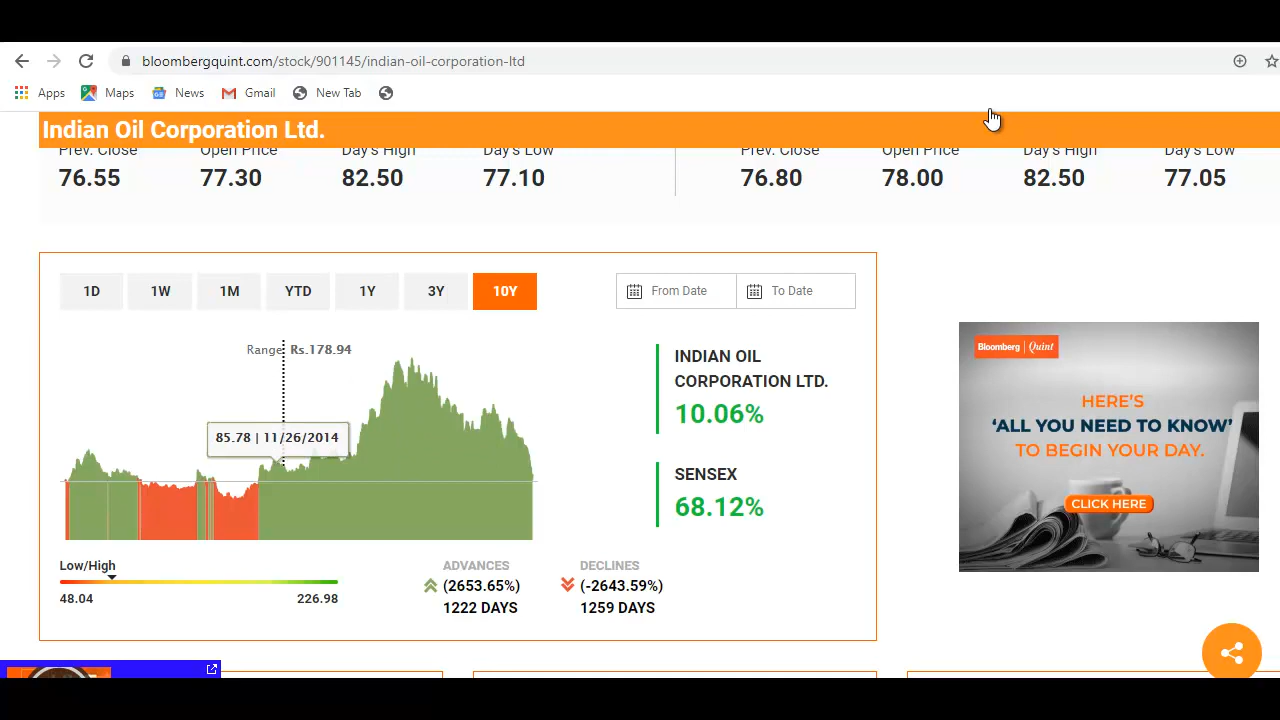 bloombergquint.com/stock/901145/indian-oil-corporation-ltd
Apps Maps News Gmail New Tab
Indian Oil Corporation Ltd.
Prev. Close Open Price Day's High Day's Low Prev. Close Open Price Day's High Day's Low
76.55 77.30 82.50 77.10 76.80 78.00 82.50 77.05
1D 1W 1M YTD 1Y 3Y 10Y From Date To Date
Range Rs.178.94
85.78 | 11/26/2014
INDIAN OIL
CORPORATION LTD.
10.06%
SENSEX
68.12%
Low/High
48.04 226.98
ADVANCES DECLINES
(2653.65%) (-2643.59%)
1222 DAYS 1259 DAYS
Bloomberg | Quint
HERE'S
‘ALL YOU NEED TO KNOW’
TO BEGIN YOUR DAY.
CLICK HERE